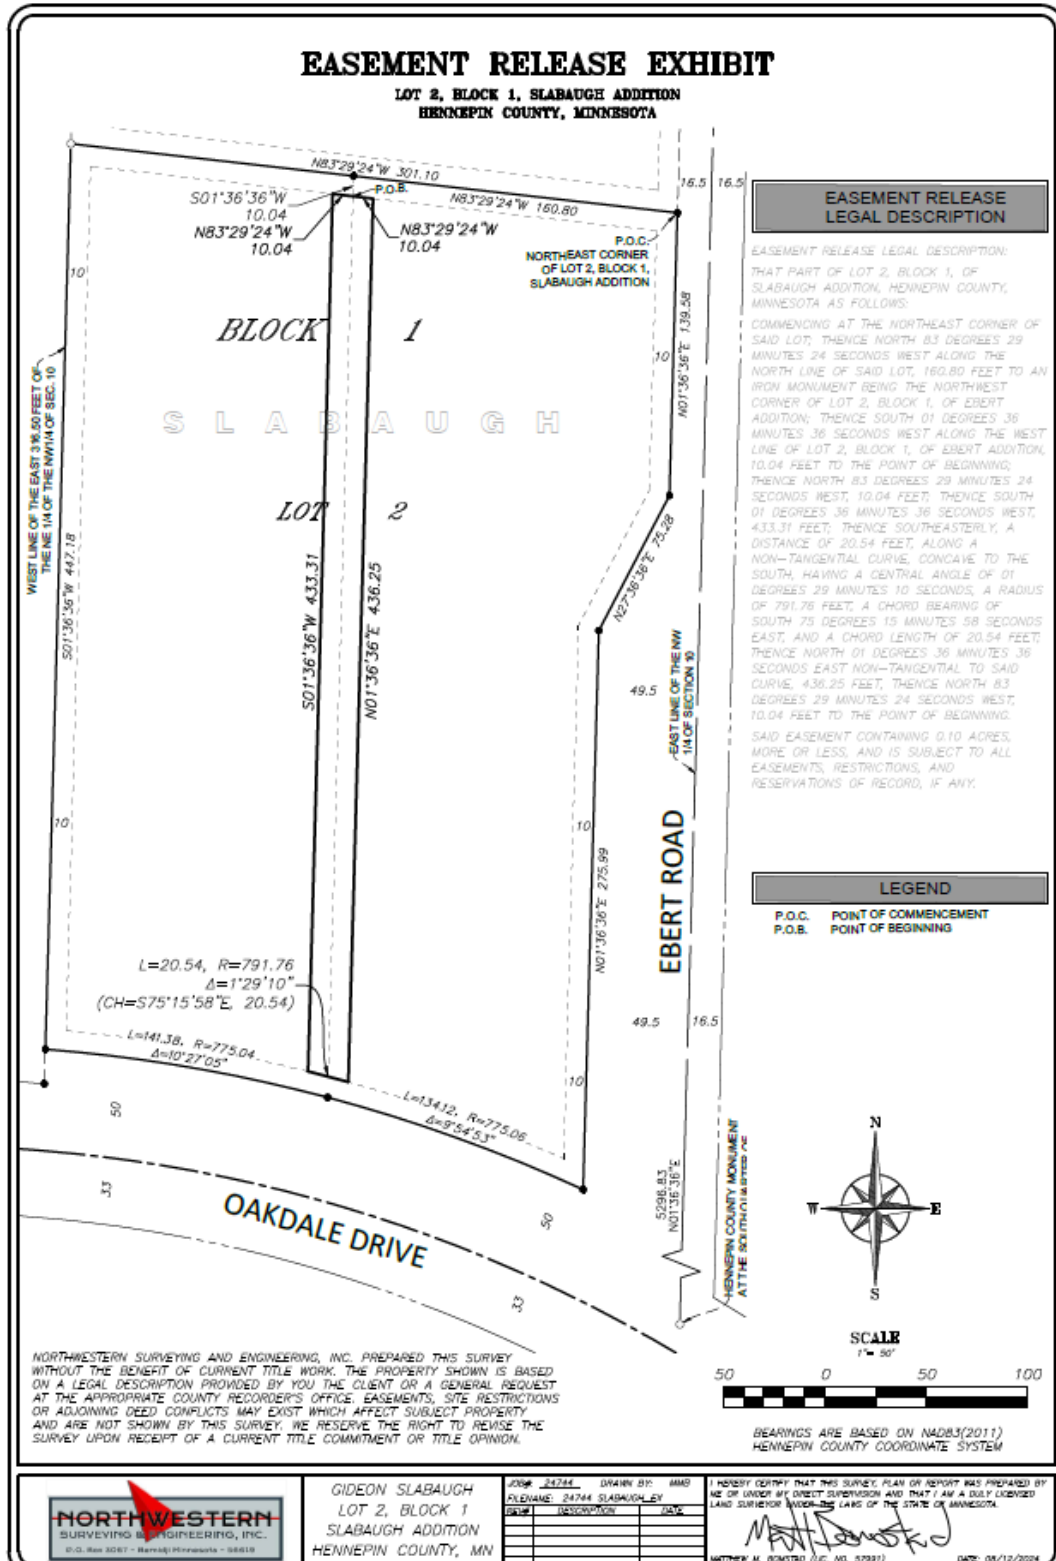 EASEMENT RELEASE EXHIBIT
LOT 2, BLOCK 1, SLABAUGH ADDITION
HENNEPIN COUNTY, MINNESOTA
N83°29'24"W 301.10
S01°36'36"W
10.04
P.O.B.
N83°29'24"W 160.80
N83°29'24"W
10.04
N83°29'24"W
10.04
16.5
16.5
P.O.C.
NORTHEAST CORNER
OF LOT 2, BLOCK 1,
SLABAUGH ADDITION
10
10
N01°36'36"E 139.58
BLOCK 1
SLABAUGH
LOT 2
WEST LINE OF THE EAST 316.50 FEET OF
THE NE 1/4 OF THE NW1/4 OF SEC. 10
S01°36'36"W 447.18
S01°36'36"W 433.31
N01°36'36"E 436.25
N27°36'36"E 75.28
49.5
EAST LINE OF THE NW
1/4 OF SECTION 10
10
10
N01°36'36"E 275.99
EBERT ROAD
L=20.54, R=791.76
Δ=1°29'10"
(CH=S75°15'58"E, 20.54)
49.5
16.5
L=141.38, R=775.04
Δ=10°27'05"
10
L=134.12, R=775.06
Δ=9°54'53"
50
33
OAKDALE DRIVE
50
33
5296.83
N01°36'36"E
HENNEPIN COUNTY MONUMENT
AT THE SOUTH QUARTER OF
EASEMENT RELEASE
LEGAL DESCRIPTION
EASEMENT RELEASE LEGAL DESCRIPTION:
THAT PART OF LOT 2, BLOCK 1, OF
SLABAUGH ADDITION, HENNEPIN COUNTY,
MINNESOTA AS FOLLOWS:
COMMENCING AT THE NORTHEAST CORNER OF
SAID LOT; THENCE NORTH 83 DEGREES 29
MINUTES 24 SECONDS WEST ALONG THE
NORTH LINE OF SAID LOT, 160.80 FEET TO AN
IRON MONUMENT BEING THE NORTHWEST
CORNER OF LOT 2, BLOCK 1, OF EBERT
ADDITION; THENCE SOUTH 01 DEGREES 36
MINUTES 36 SECONDS WEST ALONG THE WEST
LINE OF LOT 2, BLOCK 1, OF EBERT ADDITION,
10.04 FEET TO THE POINT OF BEGINNING;
THENCE NORTH 83 DEGREES 29 MINUTES 24
SECONDS WEST, 10.04 FEET; THENCE SOUTH
01 DEGREES 36 MINUTES 36 SECONDS WEST,
433.31 FEET; THENCE SOUTHEASTERLY, A
DISTANCE OF 20.54 FEET, ALONG A
NON-TANGENTIAL CURVE, CONCAVE TO THE
SOUTH, HAVING A CENTRAL ANGLE OF 01
DEGREES 29 MINUTES 10 SECONDS, A RADIUS
OF 791.76 FEET, A CHORD BEARING OF
SOUTH 75 DEGREES 15 MINUTES 58 SECONDS
EAST, AND A CHORD LENGTH OF 20.54 FEET;
THENCE NORTH 01 DEGREES 36 MINUTES 36
SECONDS EAST NON-TANGENTIAL TO SAID
CURVE, 436.25 FEET, THENCE NORTH 83
DEGREES 29 MINUTES 24 SECONDS WEST,
10.04 FEET TO THE POINT OF BEGINNING.
SAID EASEMENT CONTAINING 0.10 ACRES,
MORE OR LESS, AND IS SUBJECT TO ALL
EASEMENTS, RESTRICTIONS, AND
RESERVATIONS OF RECORD, IF ANY.
LEGEND
P.O.C. POINT OF COMMENCEMENT
P.O.B. POINT OF BEGINNING
N
W
E
S
SCALE
1"= 50'
50 0 50 100
BEARINGS ARE BASED ON NAD83(2011)
HENNEPIN COUNTY COORDINATE SYSTEM
NORTHWESTERN SURVEYING AND ENGINEERING, INC. PREPARED THIS SURVEY
WITHOUT THE BENEFIT OF CURRENT TITLE WORK. THE PROPERTY SHOWN IS BASED
ON A LEGAL DESCRIPTION PROVIDED BY YOU THE CLIENT OR A GENERAL REQUEST
AT THE APPROPRIATE COUNTY RECORDER'S OFFICE. EASEMENTS, SITE RESTRICTIONS
OR ADJOINING DEED CONFLICTS MAY EXIST WHICH AFFECT SUBJECT PROPERTY
AND ARE NOT SHOWN BY THIS SURVEY. WE RESERVE THE RIGHT TO REVISE THE
SURVEY UPON RECEIPT OF A CURRENT TITLE COMMITMENT OR TITLE OPINION.
NORTHWESTERN
SURVEYING & ENGINEERING, INC.
P.O. Box 3067 - Bemidji Minnesota - 56619
GIDEON SLABAUGH
LOT 2, BLOCK 1
SLABAUGH ADDITION
HENNEPIN COUNTY, MN
JOB#: 24744 DRAWN BY: MMB
FILENAME: 24744 SLABAUGH_EX
REV# DESCRIPTION DATE
I HEREBY CERTIFY THAT THIS SURVEY, PLAN OR REPORT WAS PREPARED BY
ME OR UNDER MY DIRECT SUPERVISION AND THAT I AM A DULY LICENSED
LAND SURVEYOR UNDER THE LAWS OF THE STATE OF MINNESOTA.
MATTHEW M. (LIC. NO. DATE: 08/12/2024